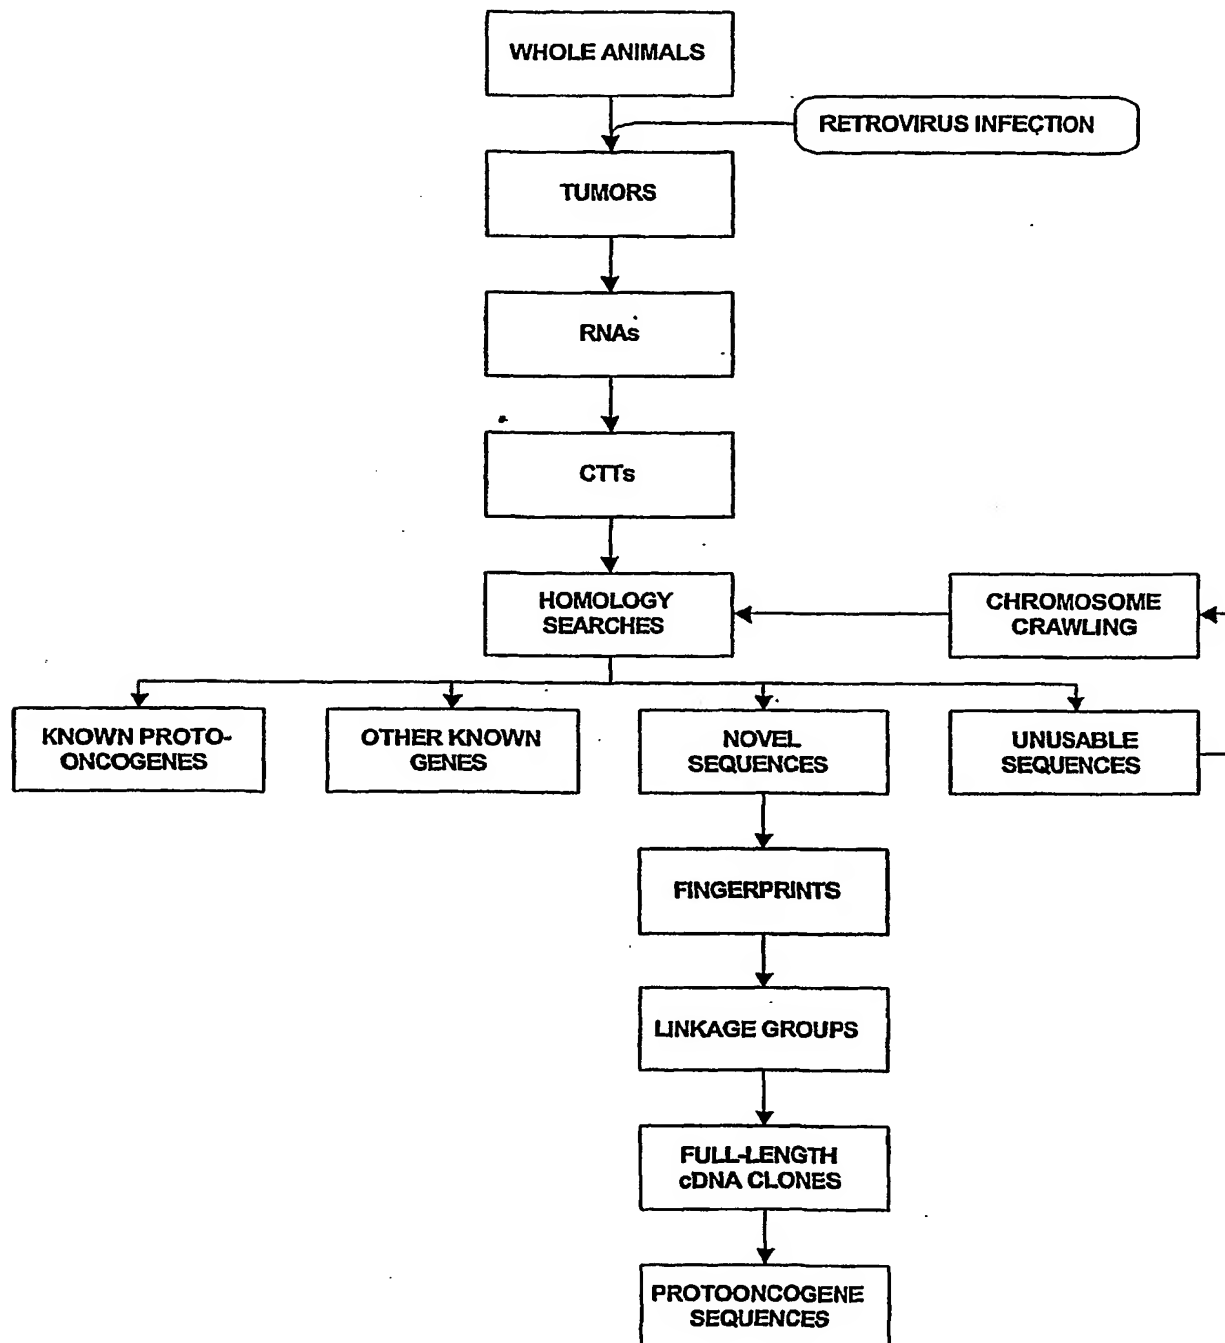 WHOLE ANIMALS
RETROVIRUS INFECTION
TUMORS
RNAs
CTTs
HOMOLOGY
SEARCHES
CHROMOSOME
CRAWLING
KNOWN PROTO-
ONCOGENES
OTHER KNOWN
GENES
NOVEL
SEQUENCES
UNUSABLE
SEQUENCES
FINGERPRINTS
LINKAGE GROUPS
FULL-LENGTH
cDNA CLONES
PROTOONCOGENE
SEQUENCES